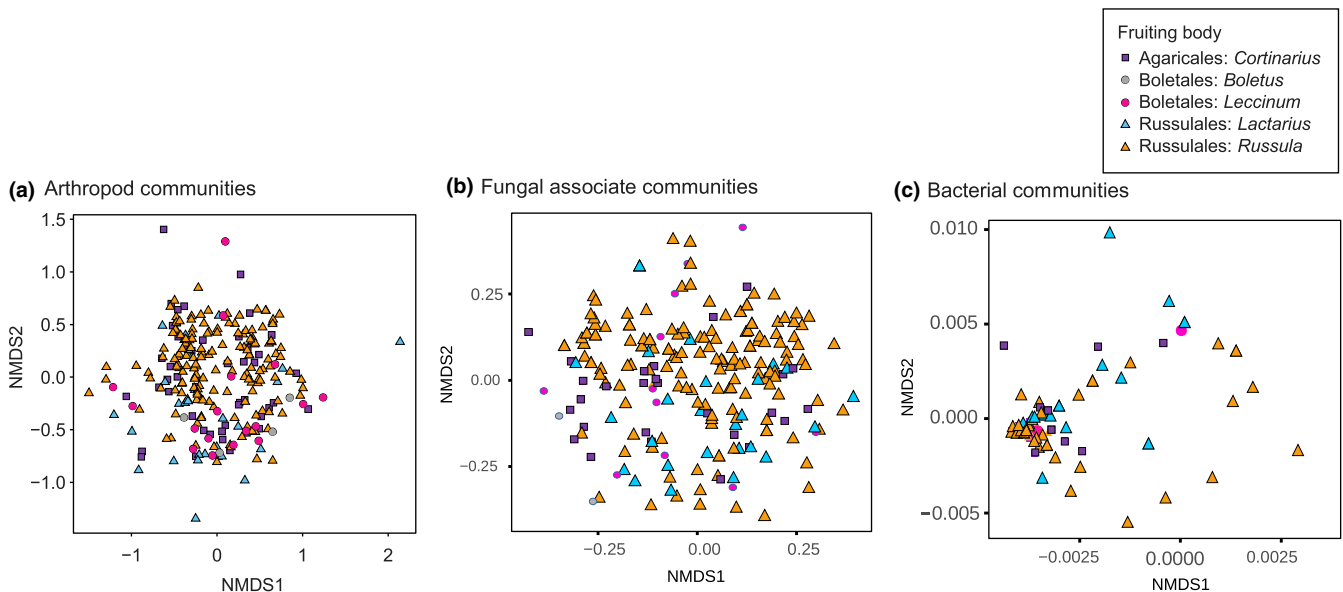 Fruiting body
Agaricales: Cortinarius
Boletales: Boletus
Boletales: Leccinum
Russulales: Lactarius
Russulales: Russula
(a) Arthropod communities
1.5
1.0
0.5
0.0
−0.5
−1.0
NMDS2
−1 0 1 2
NMDS1
(b) Fungal associate communities
0.25
0.00
−0.25
NMDS2
−0.25 0.00 0.25
NMDS1
(c) Bacterial communities
0.010
0.005
0.000
−0.005
NMDS2
−0.0025 0.0000 0.0025
NMDS1